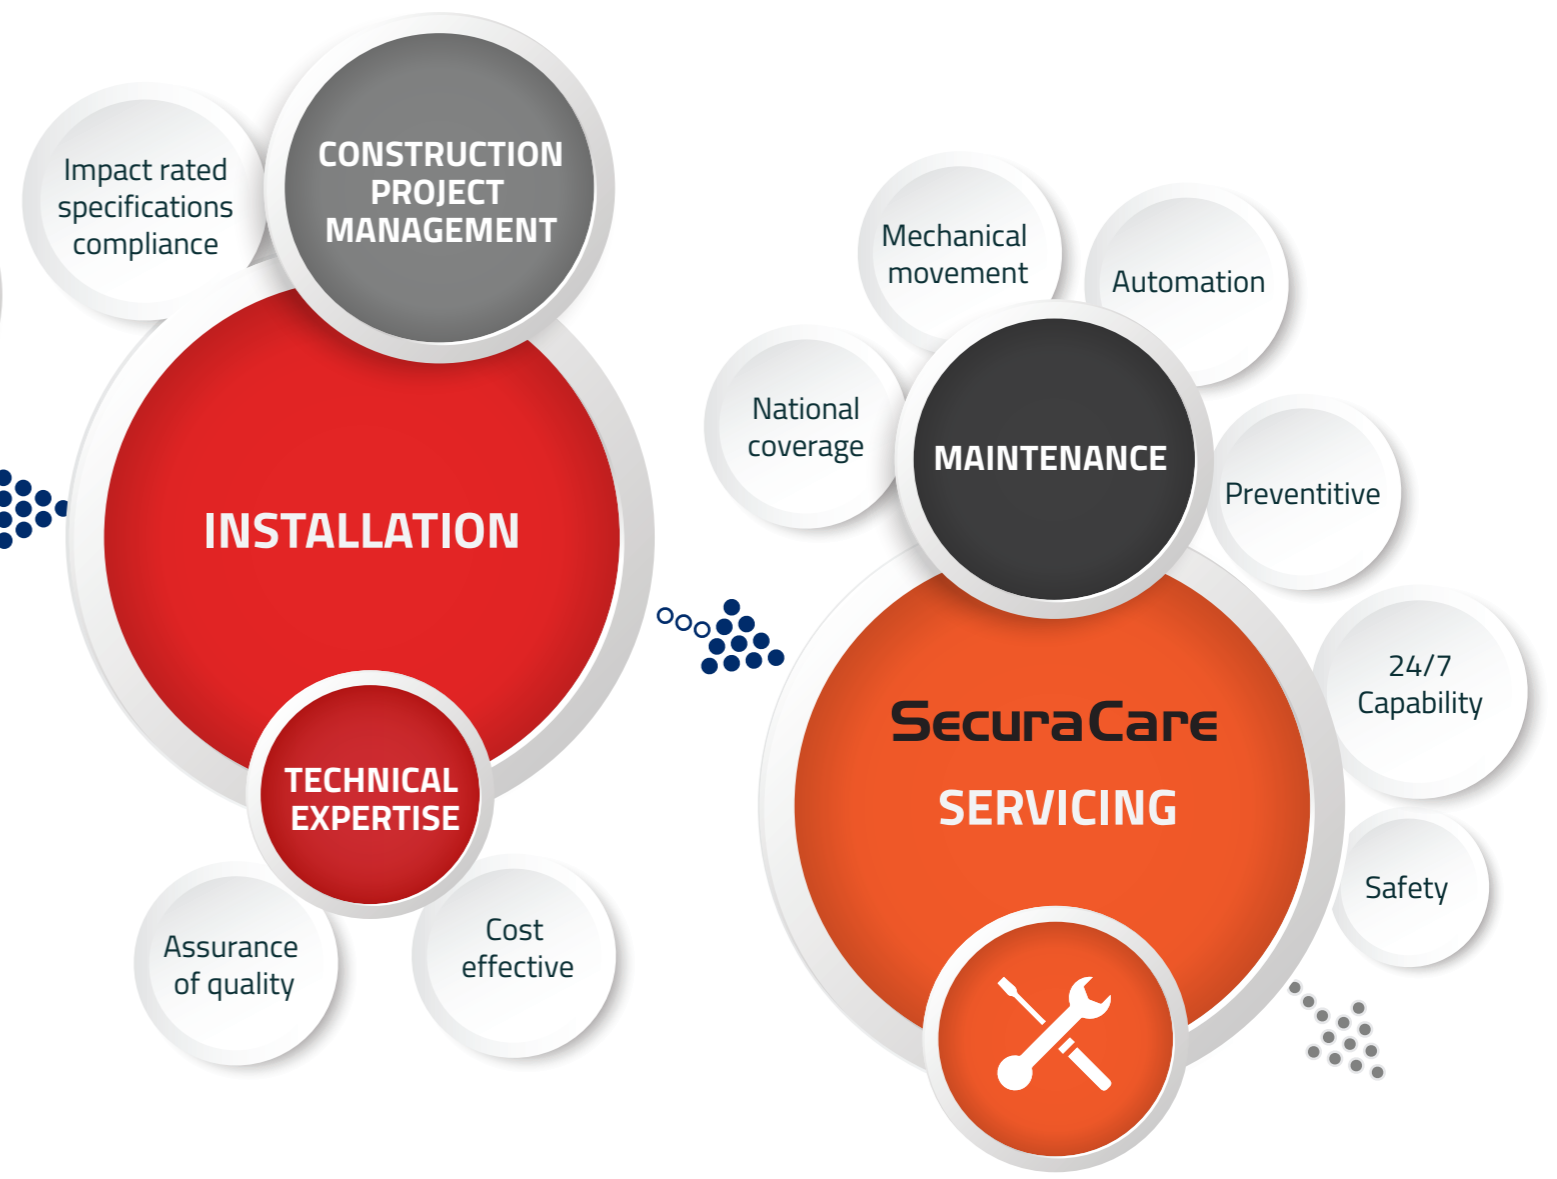 CONSTRUCTION
PROJECT
MANAGEMENT
Impact rated
specifications
compliance
INSTALLATION
TECHNICAL
EXPERTISE
Assurance
of quality
Cost
effective
Mechanical
movement
Automation
National
coverage
MAINTENANCE
Preventitive
24/7
Capability
SecuraCare
SERVICING
Safety